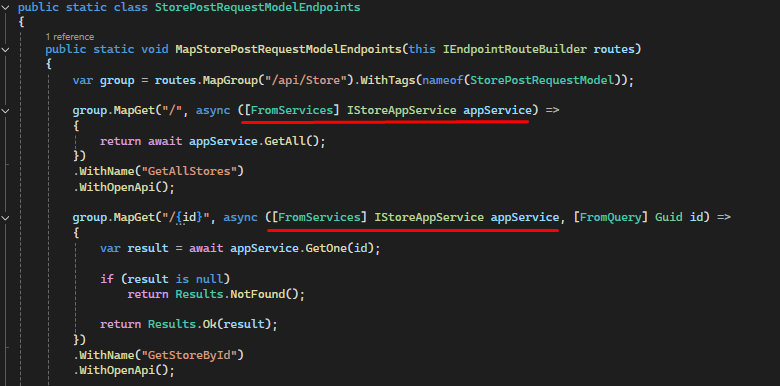 public static class StorePostRequestModelEndpoints
{
1 reference
public static void MapStorePostRequestModelEndpoints(this IEndpointRouteBuilder routes)
{
var group = routes.MapGroup("/api/Store").WithTags(nameof(StorePostRequestModel));
group.MapGet("/", async ([FromServices] IStoreAppService appService) =>
{
return await appService.GetAll();
})
.WithName("GetAllStores")
.WithOpenApi();
group.MapGet("/{id}", async ([FromServices] IStoreAppService appService, [FromQuery] Guid id) =>
{
var result = await appService.GetOne(id);
if (result is null)
return Results.NotFound();
return Results.Ok(result);
})
.WithName("GetStoreById")
.WithOpenApi();